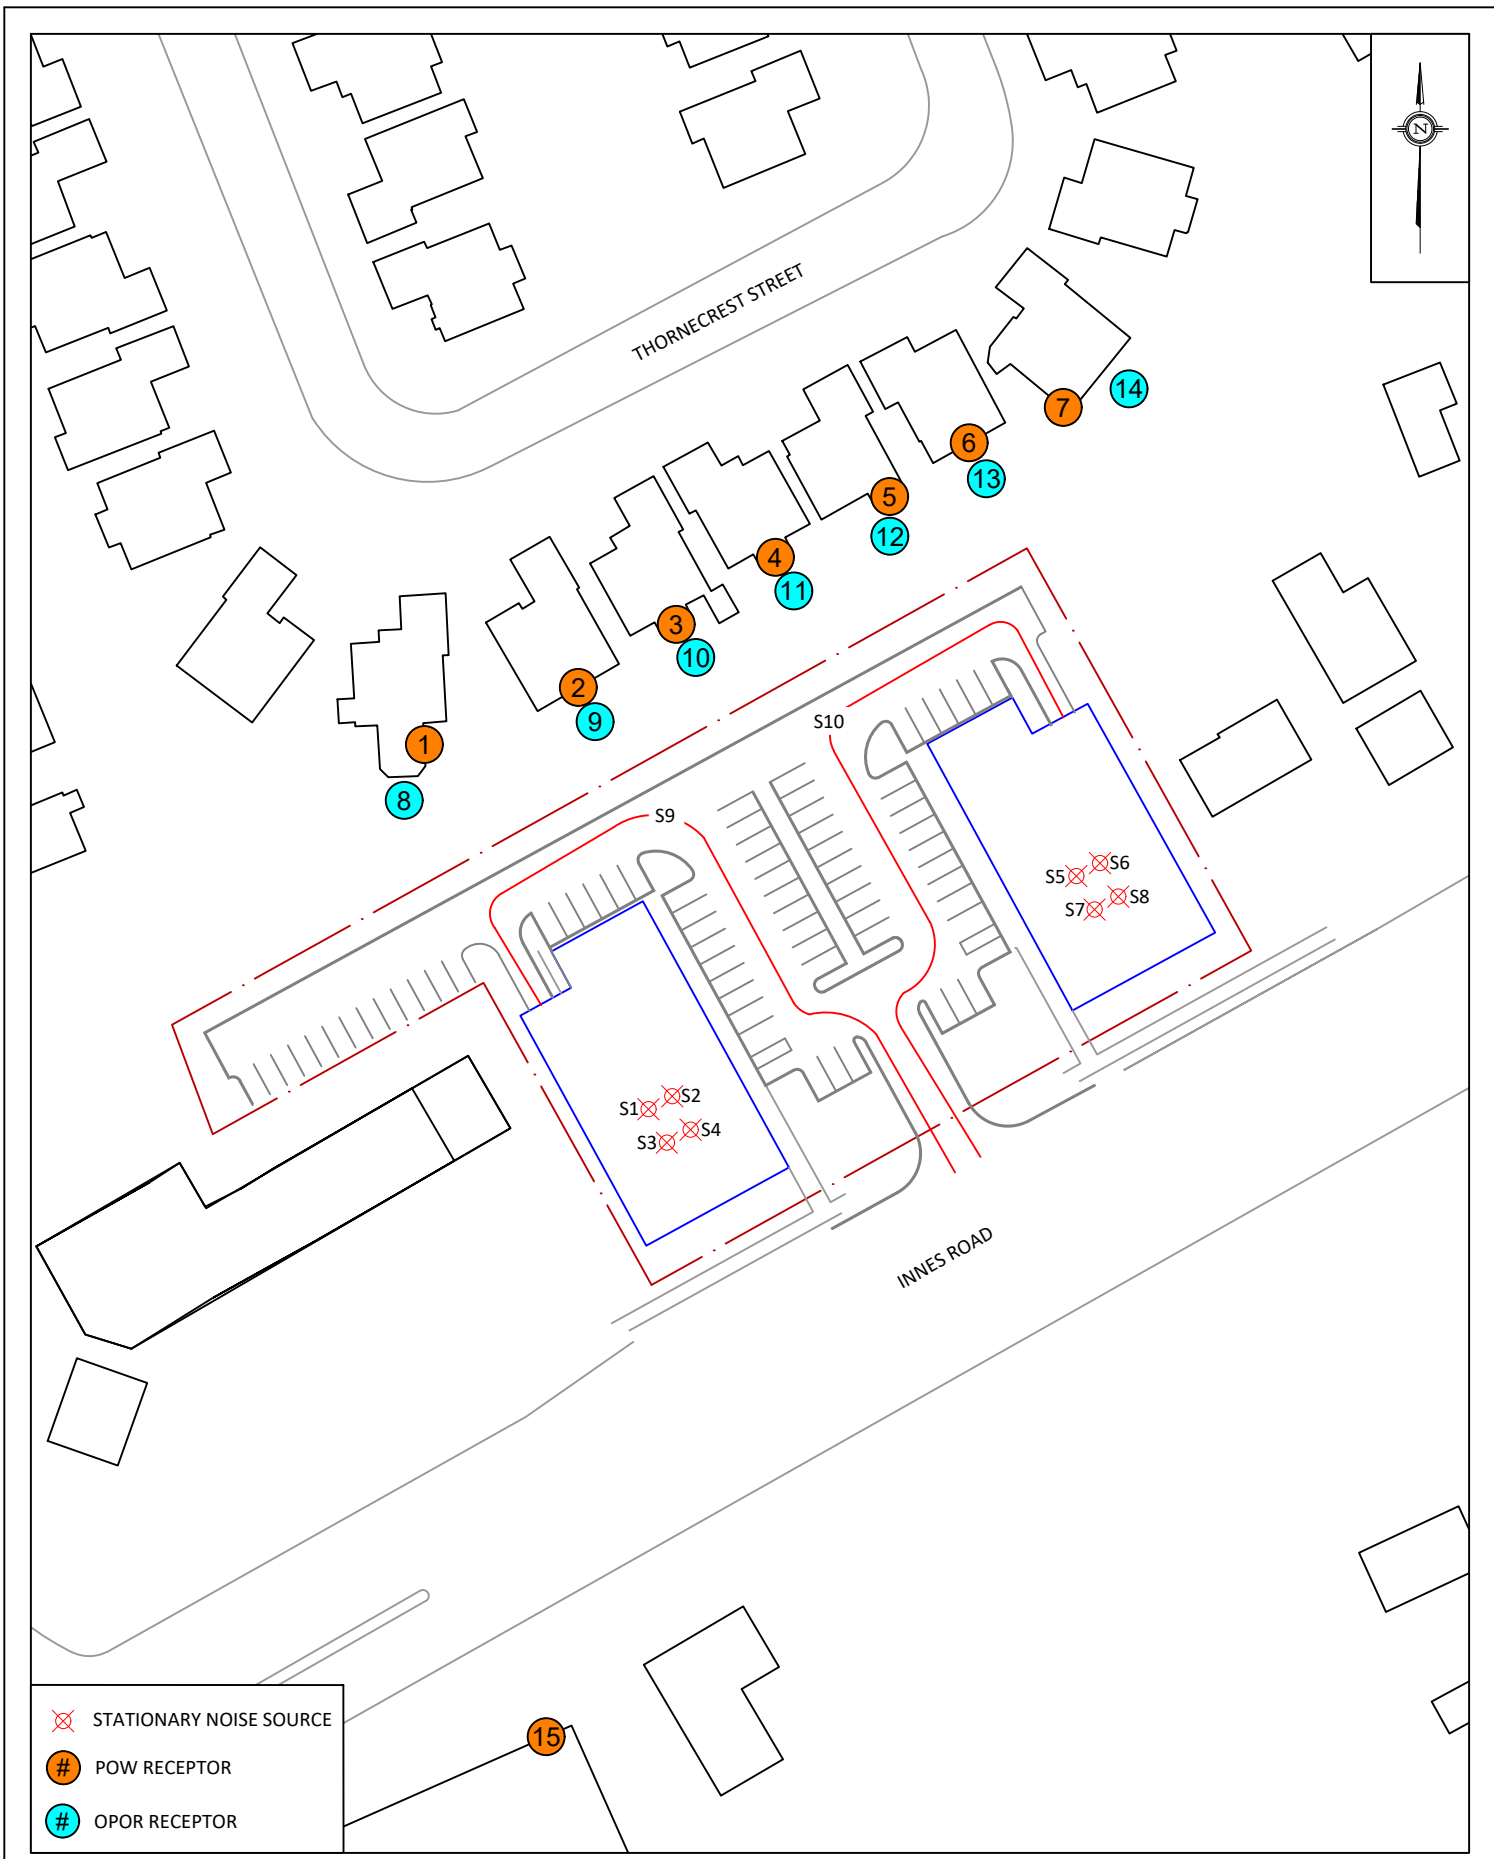 N
THORNECREST STREET
14
7
6
13
5
12
4
11
3
10
2
9
1
8
S10
S9
S5
S6
S7
S8
S1
S2
S3
S4
INNES ROAD
15
STATIONARY NOISE SOURCE
# POW RECEPTOR
# OPOR RECEPTOR